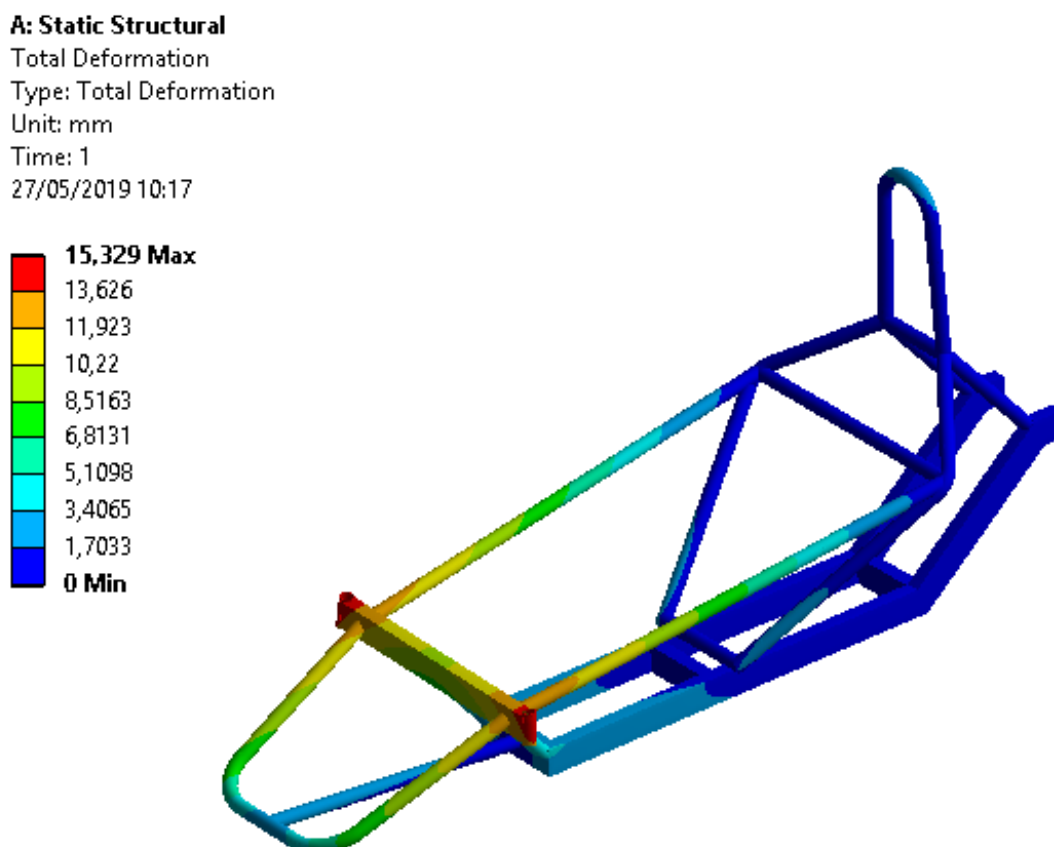 A: Static Structural
Total Deformation
Type: Total Deformation
Unit: mm
Time: 1
27/05/2019 10:17
15,329 Max
13,626
11,923
10,22
8,5163
6,8131
5,1098
3,4065
1,7033
0 Min